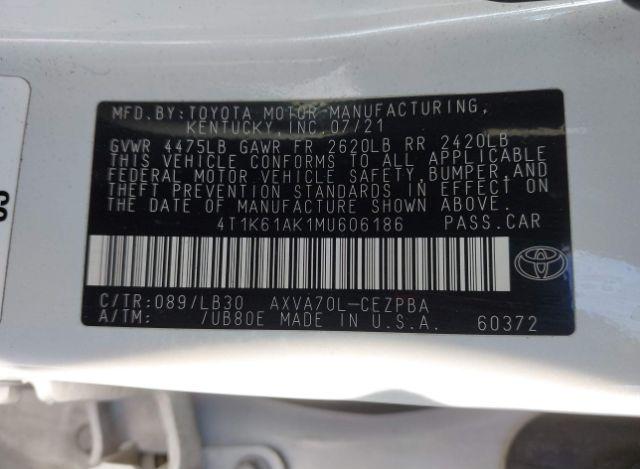 MFD.BY:TOYOTA MOTOR MANUFACTURING,
KENTUCKY,INC.07/21
GVWR 4475LB GAWR FR 2620LB RR 2420LB
THIS VEHICLE CONFORMS TO ALL APPLICABLE
FEDERAL MOTOR VEHICLE SAFETY,BUMPER,AND
THEFT PREVENTION STANDARDS IN EFFECT ON
THE DATE OF MANUFACTURE SHOWN ABOVE.
4T1K61AK1MU606186 PASS.CAR
C/TR:089/LB30 AXVA70L-CEZPBA
A/TM: /UB80E MADE IN U.S.A. 60372
TOYOTA